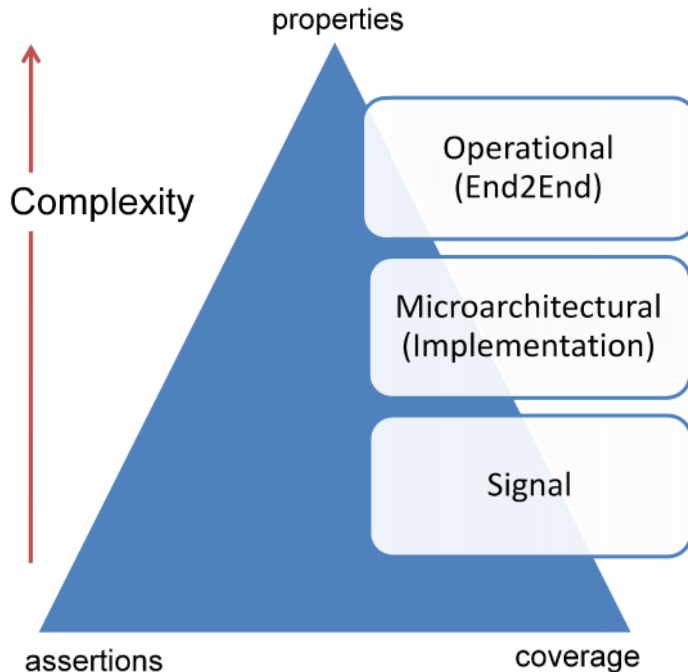 properties
Operational
(End2End)
Complexity
Microarchitectural
(Implementation)
Signal
assertions
coverage